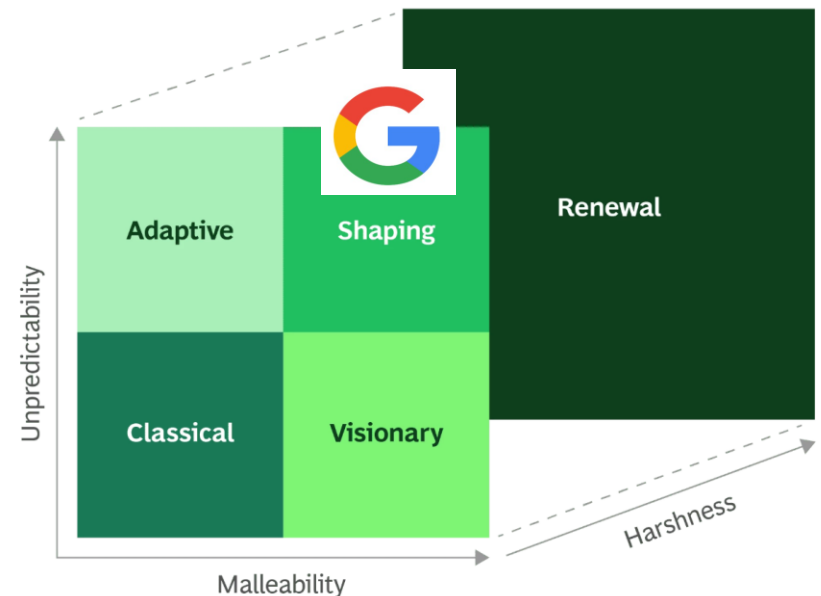 Renewal
Adaptive
Shaping
Classical
Visionary
Unpredictability
Malleability
Harshness